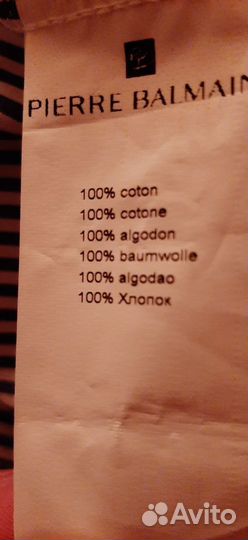 PIERRE BALMAIN
100% coton
100% cotone
100% algodon
100% baumwolle
100% algodao
100% Хлопок
Avito